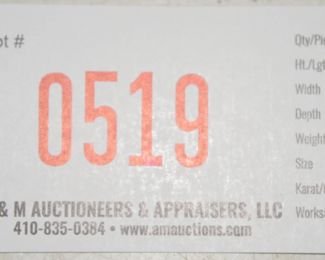 ot #
0519
& M AUCTIONEERS & APPRAISERS, LLC
410-835-0384 • www.amauctions.com
Qty/Pi
Ht./Lgt
Width
Depth
Weight
Size
Karat/
Works